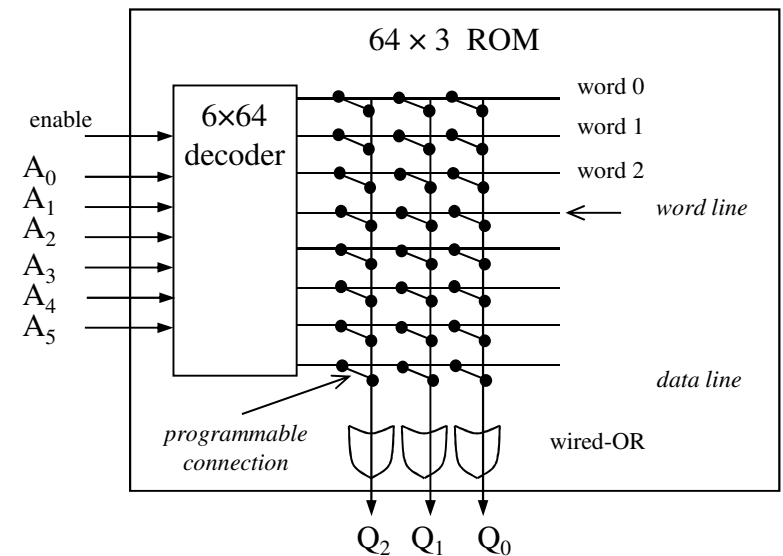 64 × 3 ROM
6×64
decoder
word 0
word 1
word 2
enable
A₀
A₁
A₂
A₃
A₄
A₅
word line
data line
programmable
connection
wired-OR
Q₂ Q₁ Q₀